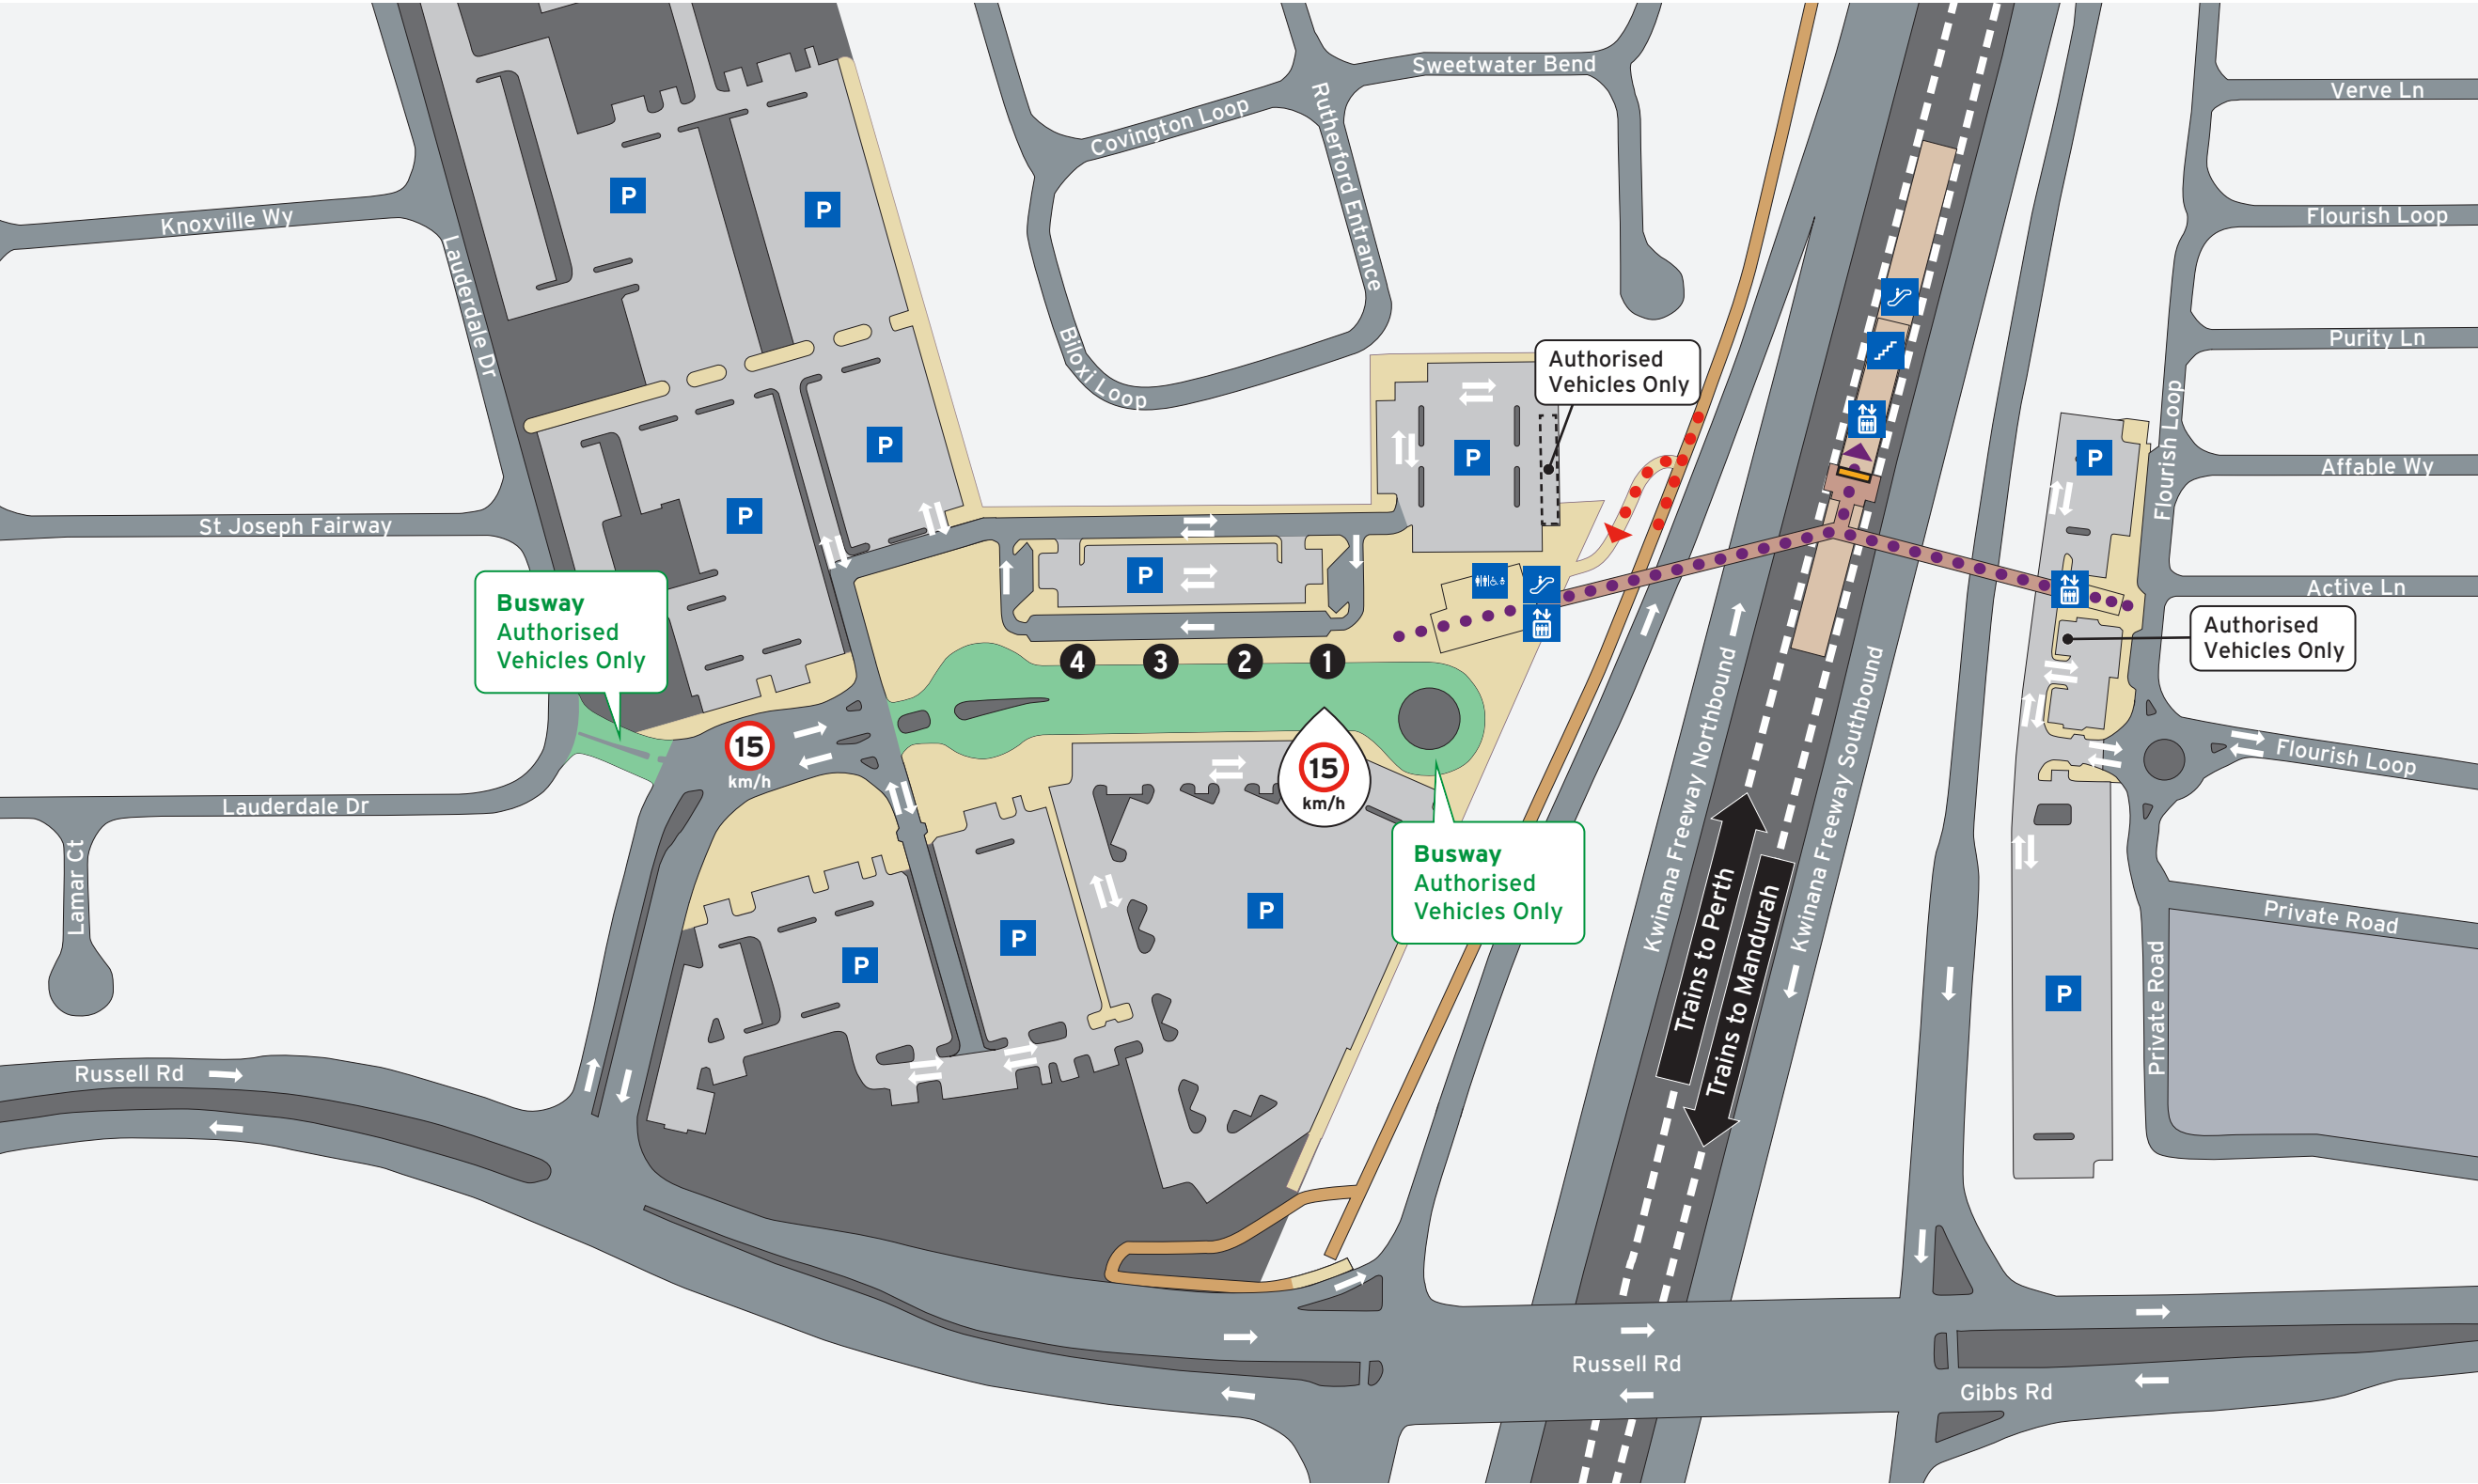 Sweetwater Bend
Verve Ln
Covington Loop
Rutherford Entrance
P
P
Knoxville Wy
Flourish Loop
Lauderdale Dr
Purity Ln
Biloxi Loop
Authorised
Vehicles Only
Flourish Loop
P
P
P
Affable Wy
St Joseph Fairway
P
P
Active Ln
Busway
Authorised
Vehicles Only
Authorised
Vehicles Only
4
3
2
1
Kwinana Freeway Northbound
Kwinana Freeway Southbound
15
km/h
15
km/h
Flourish Loop
Lauderdale Dr
Lamar Ct
Busway
Authorised
Vehicles Only
Trains to Perth
Trains to Mandurah
P
P
P
P
Private Road
Private Road
Russell Rd
Russell Rd
Gibbs Rd